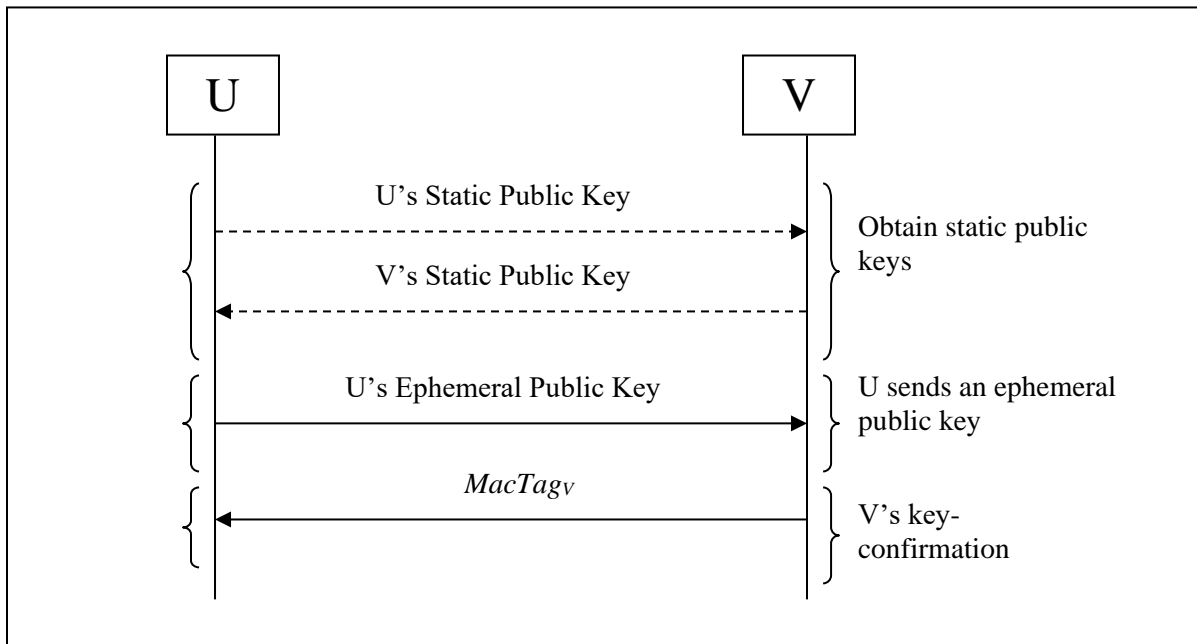 U
V
U’s Static Public Key
Obtain static public
keys
V’s Static Public Key
U’s Ephemeral Public Key
U sends an ephemeral
public key
MacTagV
V’s key-
confirmation